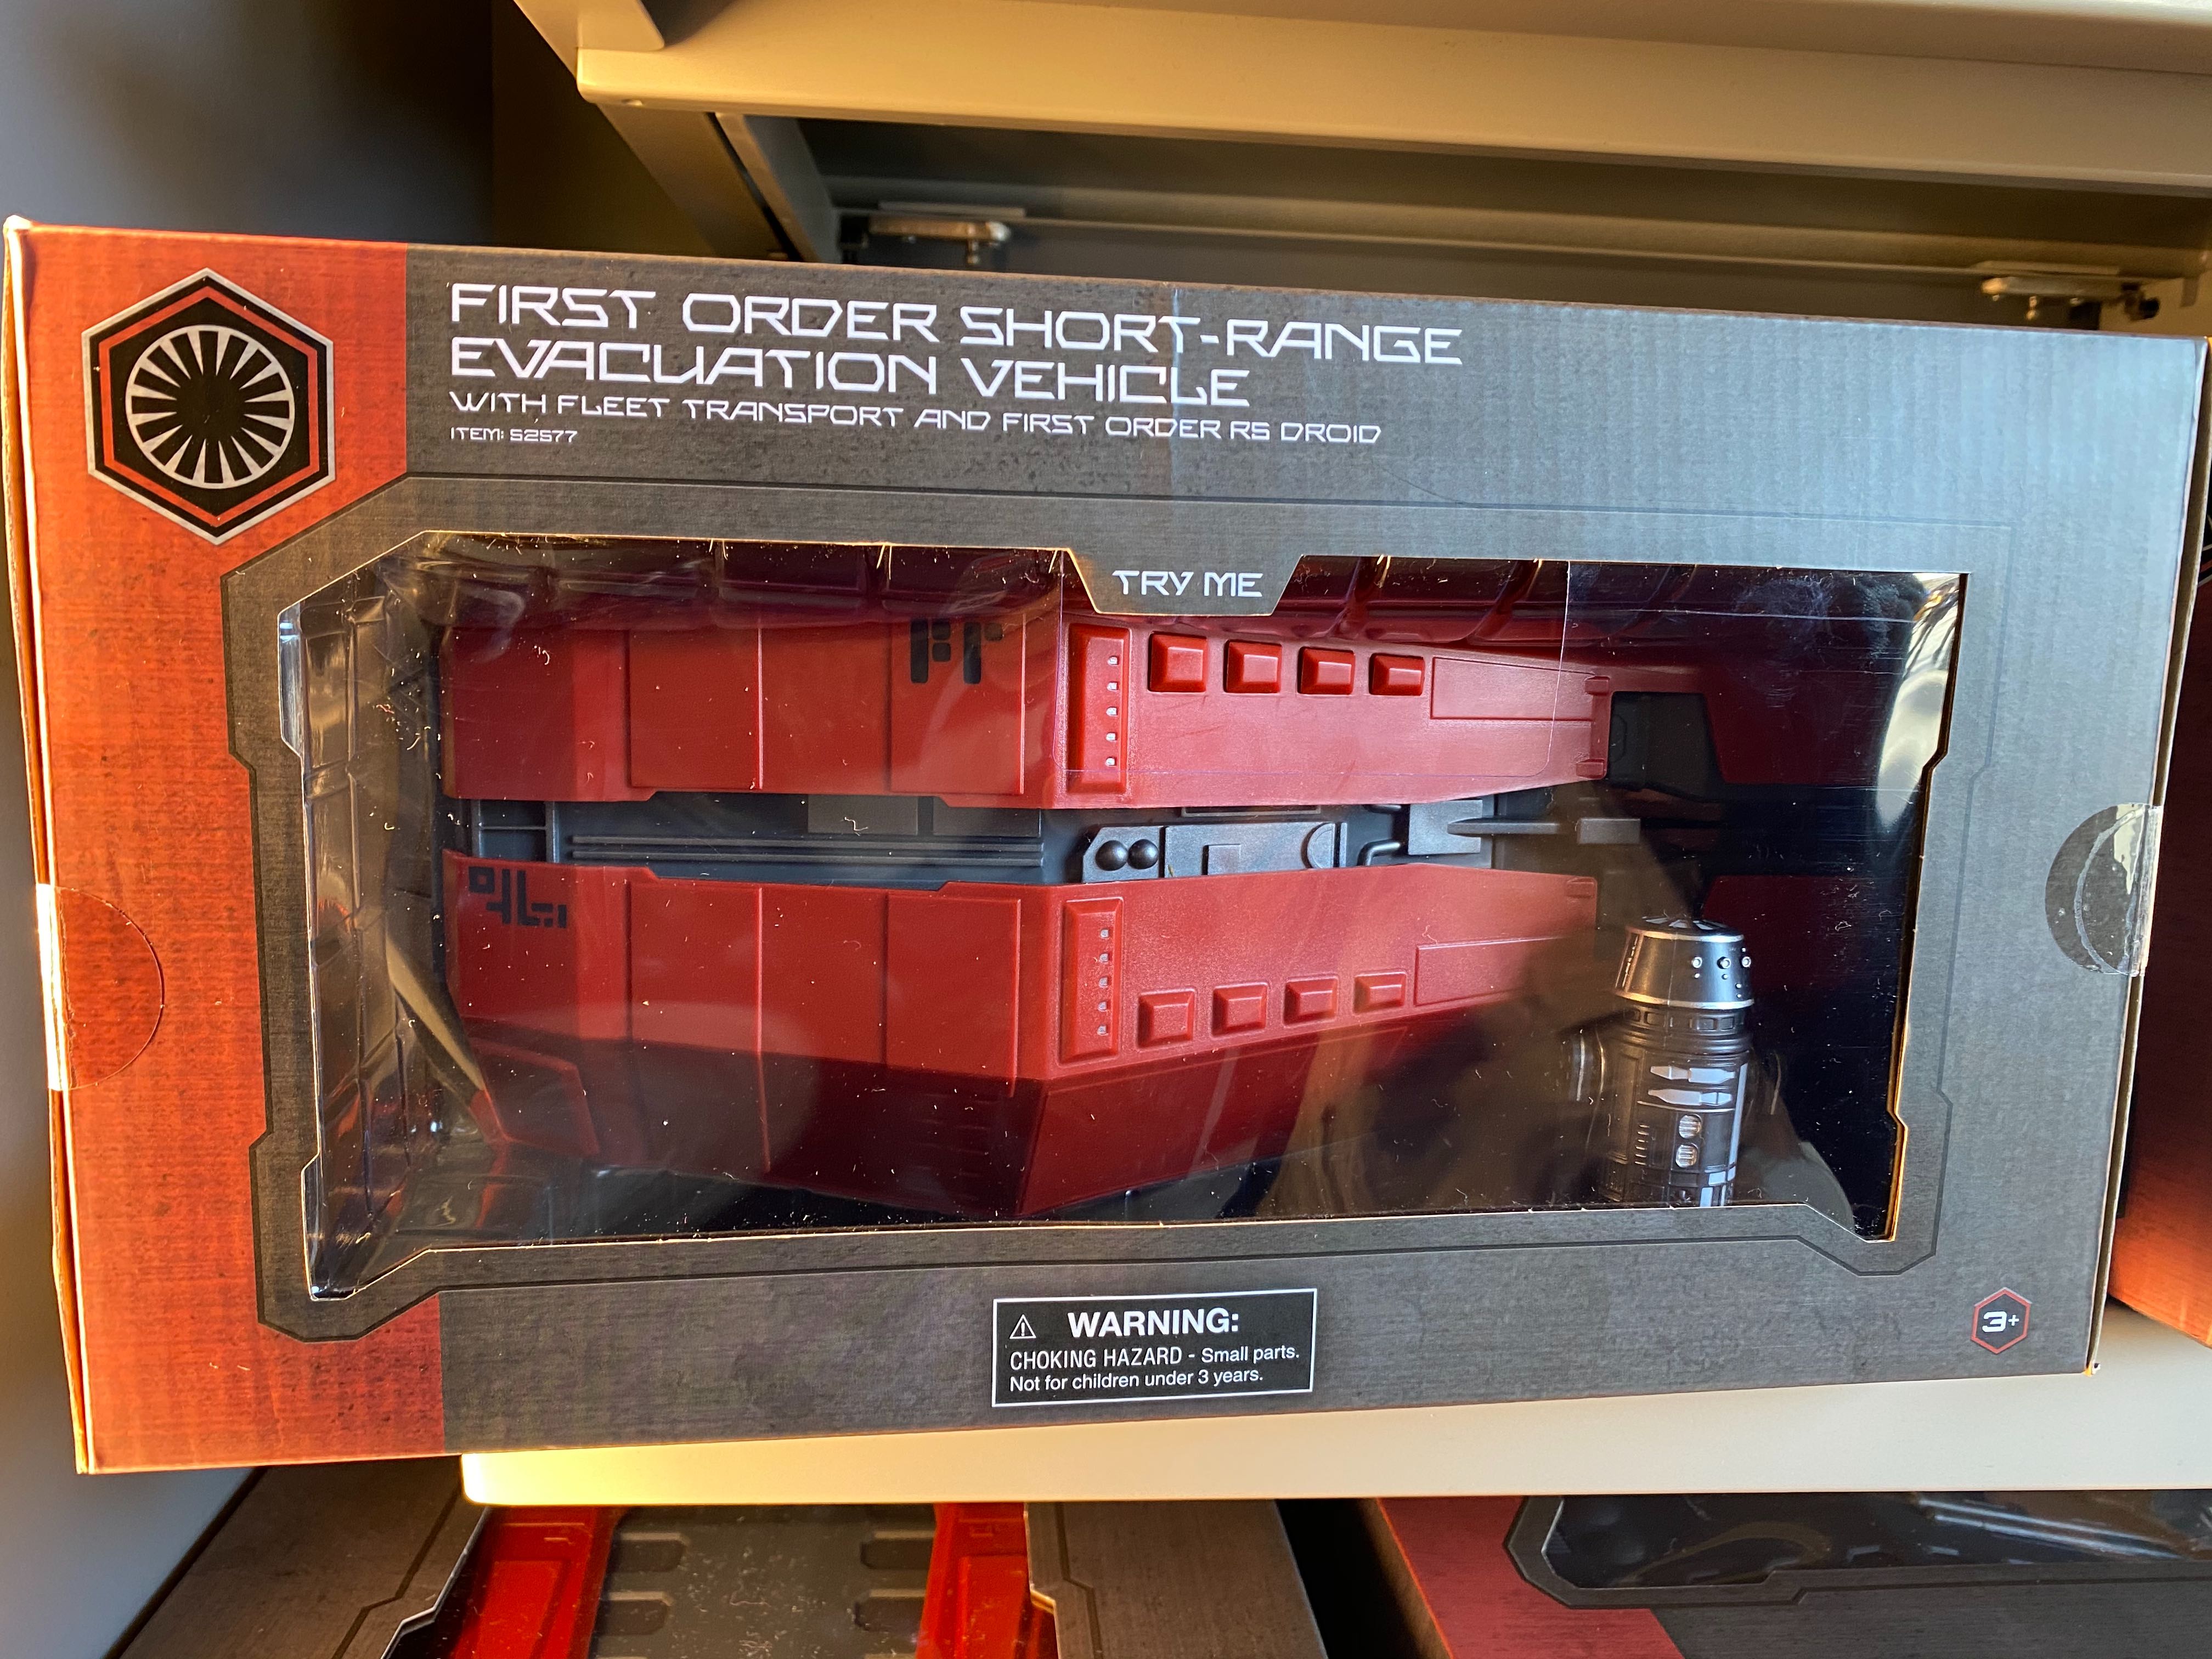 FIRST ORDER SHORT-RANGE
EVACUATION VEHICLE
WITH FLEET TRANSPORT AND FIRST ORDER R5 DROID
ITEM: S2577
TRY ME
⚠ WARNING:
CHOKING HAZARD - Small parts.
Not for children under 3 years.
3+